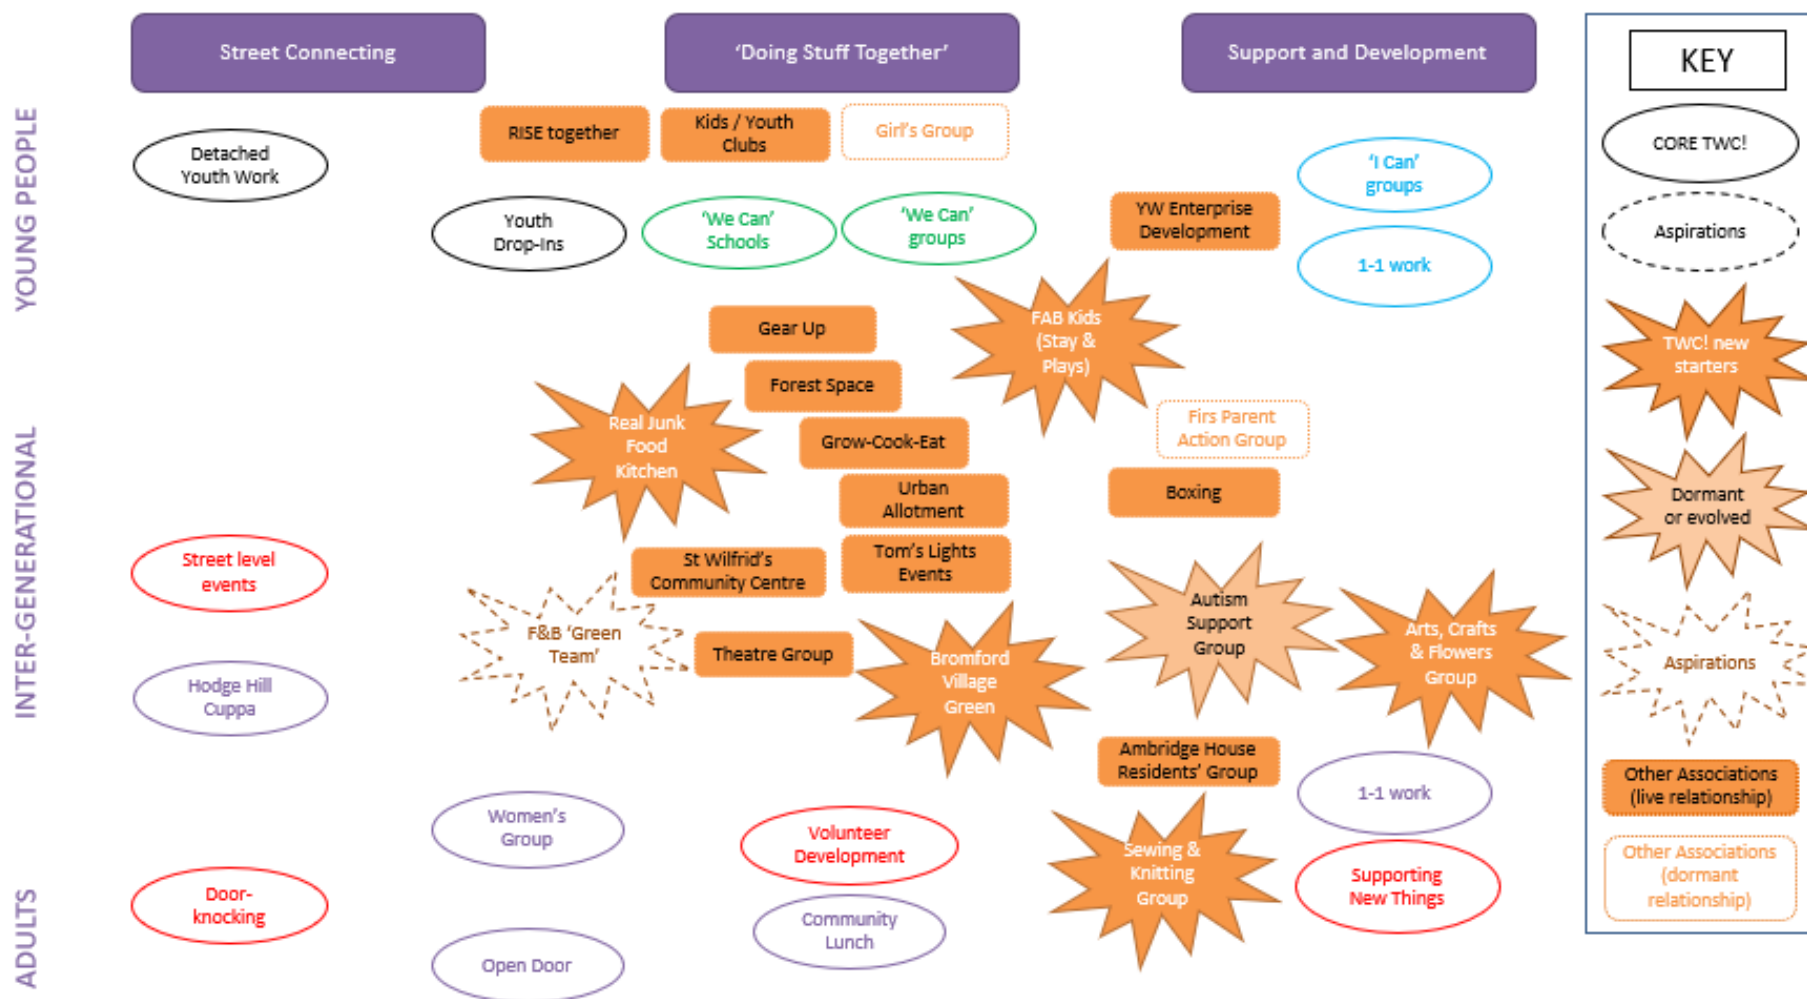 Street Connecting
‘Doing Stuff Together’
Support and Development
KEY
YOUNG PEOPLE
INTER-GENERATIONAL
ADULTS
Detached
Youth Work
RISE together
Kids / Youth
Clubs
Girl’s Group
Youth
Drop-Ins
‘We Can’
Schools
‘We Can’
groups
YW Enterprise
Development
‘I Can’
groups
1-1 work
Gear Up
FAB Kids
(Stay &
Plays)
Forest Space
Real Junk
Food
Kitchen
Grow-Cook-Eat
Firs Parent
Action Group
Urban
Allotment
Boxing
Street level
events
St Wilfrid’s
Community Centre
Tom’s Lights
Events
F&B ‘Green
Team’
Theatre Group
Bromford
Village
Green
Autism
Support
Group
Arts, Crafts
& Flowers
Group
Hodge Hill
Cuppa
Ambridge House
Residents’ Group
1-1 work
Women’s
Group
Volunteer
Development
Sewing &
Knitting
Group
Supporting
New Things
Door-
knocking
Community
Lunch
Open Door
CORE TWC!
Aspirations
TWC! new
starters
Dormant
or evolved
Aspirations
Other Associations
(live relationship)
Other Associations
(dormant
relationship)